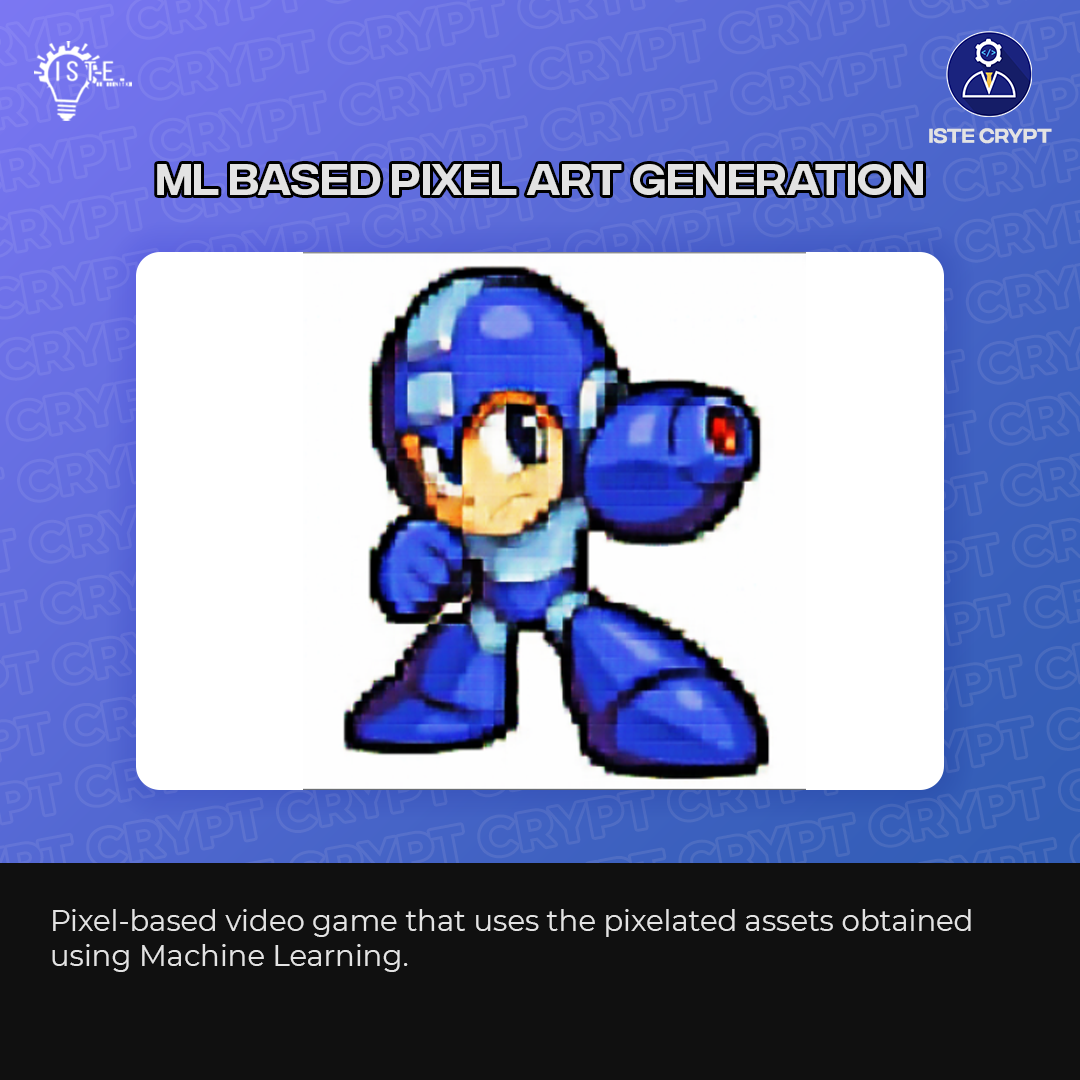 ISTE.
ISTE CRYPT
ML BASED PIXEL ART GENERATION
Pixel-based video game that uses the pixelated assets obtained
using Machine Learning.